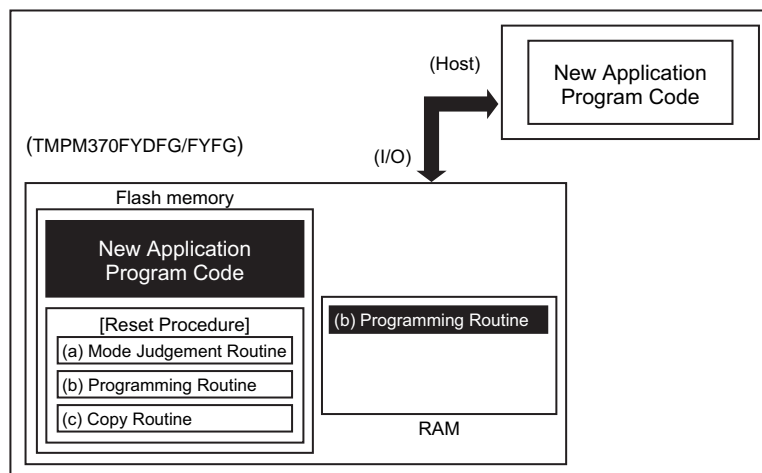 (Host)
New Application
Program Code
(TMPM370FYDFG/FYFG)
(I/O)
Flash memory
New Application
Program Code
[Reset Procedure]
(a) Mode Judgement Routine
(b) Programming Routine
(c) Copy Routine
(b) Programming Routine
RAM